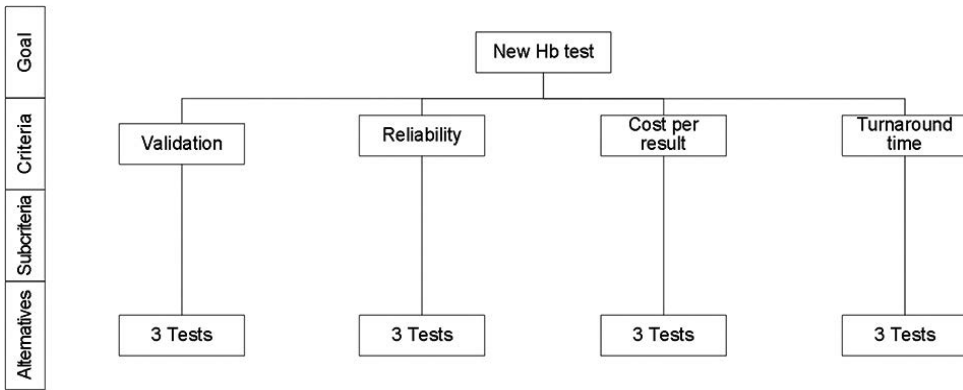 Goal
New Hb test
Criteria
Validation
Reliability
Cost per
result
Turnaround
time
Subcriteria
Alternatives
3 Tests
3 Tests
3 Tests
3 Tests